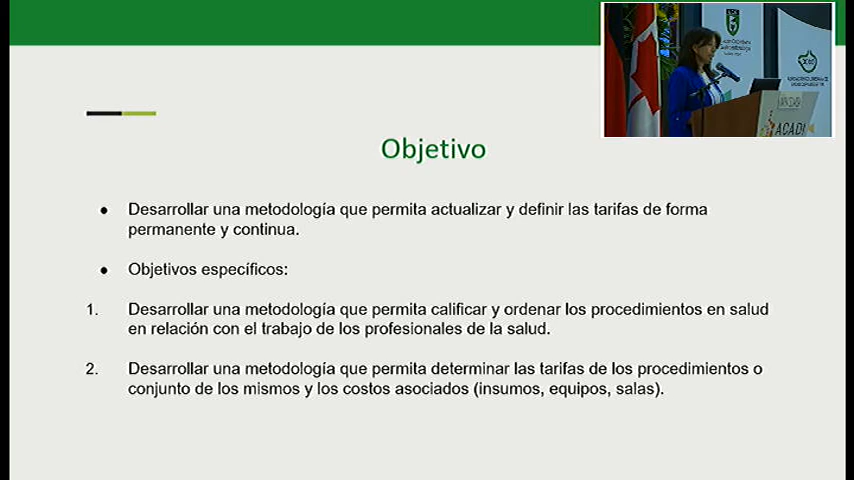 Objetivo
● Desarrollar una metodología que permita actualizar y definir las tarifas de forma
permanente y continua.
● Objetivos específicos:
1. Desarrollar una metodología que permita calificar y ordenar los procedimientos en salud
en relación con el trabajo de los profesionales de la salud.
2. Desarrollar una metodología que permita determinar las tarifas de los procedimientos o
conjunto de los mismos y los costos asociados (insumos, equipos, salas).
ACADI